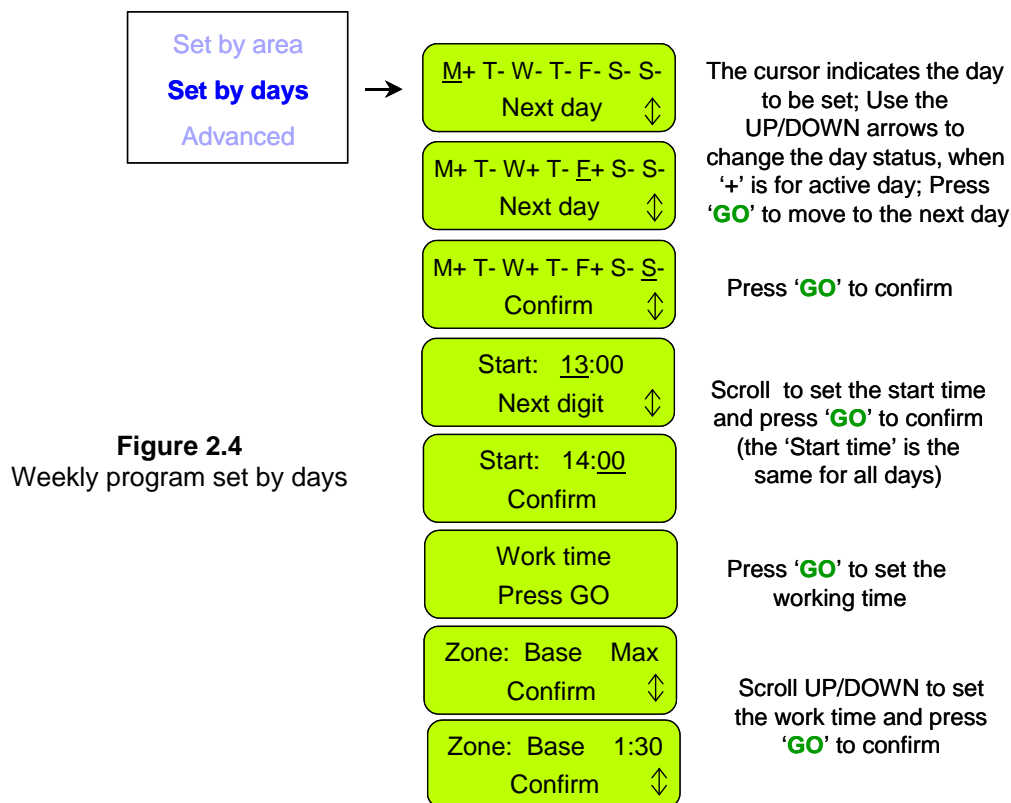 Set by area
Set by days
Advanced
M+ T- W- T- F- S- S-
Next day ↕
The cursor indicates the day
to be set; Use the
UP/DOWN arrows to
change the day status, when
‘+’ is for active day; Press
‘GO’ to move to the next day
M+ T- W+ T- F+ S- S-
Next day ↕
M+ T- W+ T- F+ S- S-
Confirm ↕
Press ‘GO’ to confirm
Start: 13:00
Next digit ↕
Scroll to set the start time
and press ‘GO’ to confirm
(the ‘Start time’ is the
same for all days)
Figure 2.4
Weekly program set by days
Start: 14:00
Confirm
Work time
Press GO
Press ‘GO’ to set the
working time
Zone: Base Max
Confirm ↕
Scroll UP/DOWN to set
the work time and press
‘GO’ to confirm
Zone: Base 1:30
Confirm ↕